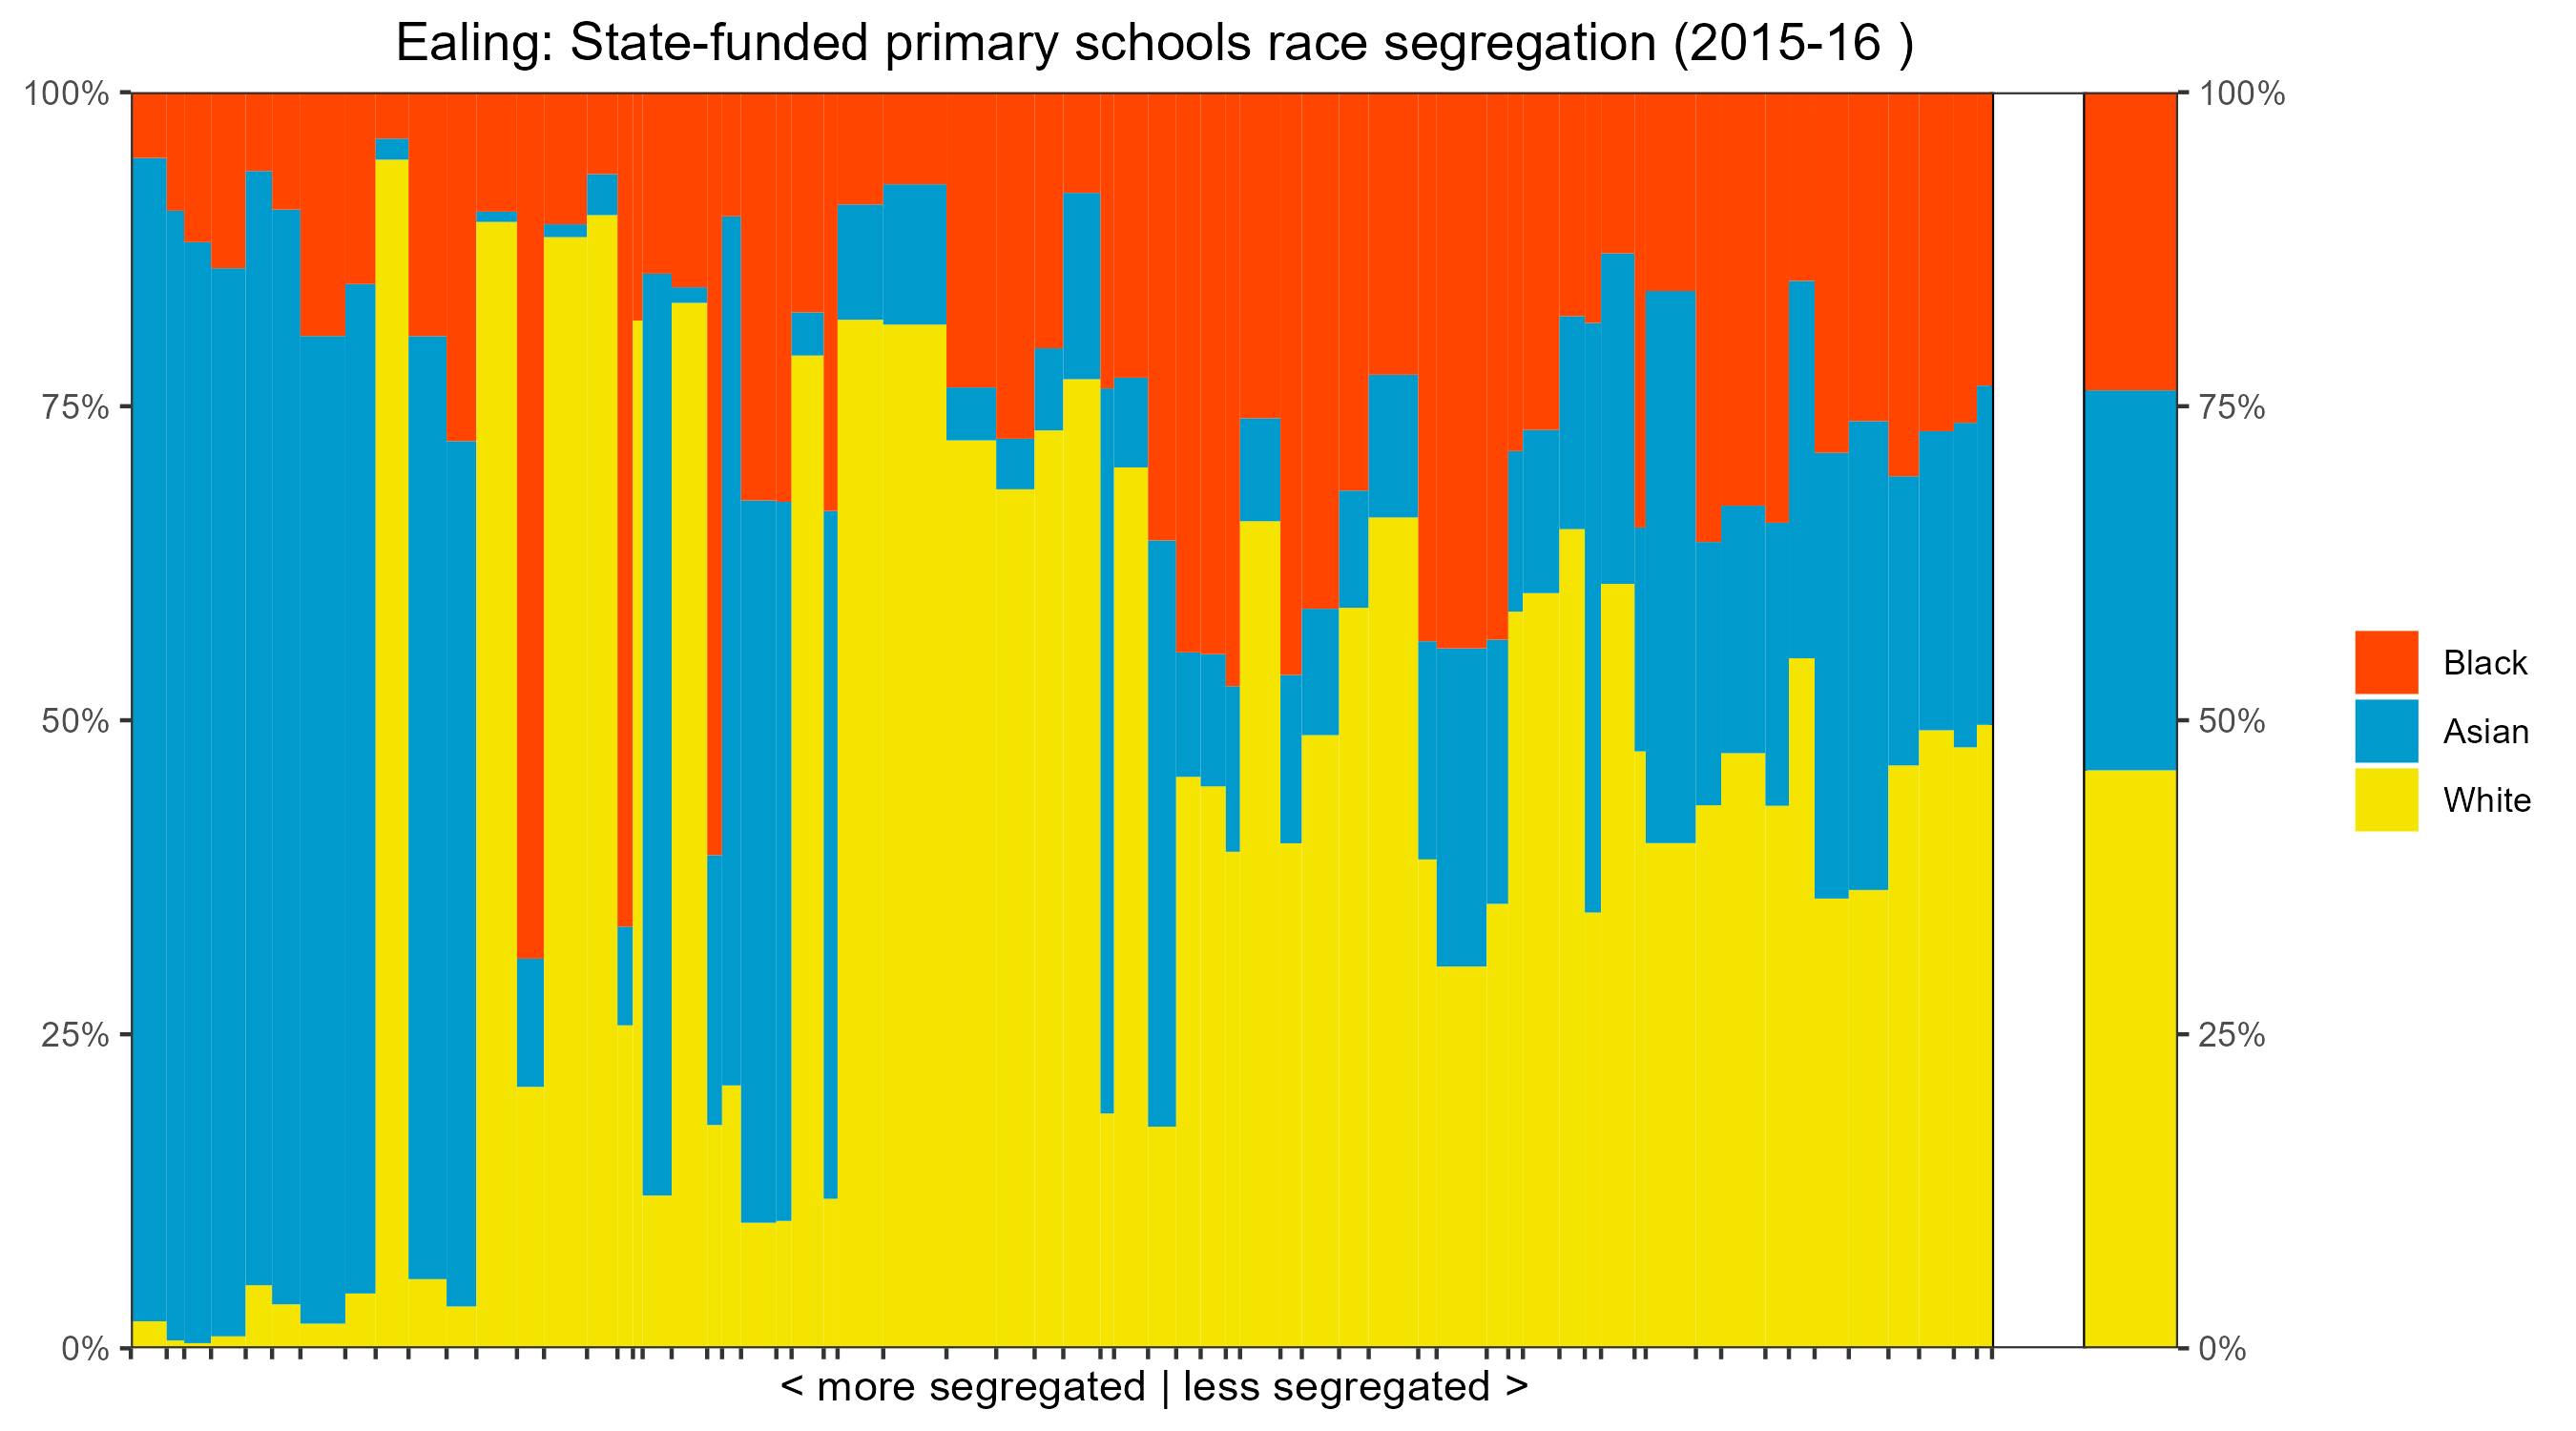 Ealing: State-funded primary schools race segregation (2015-16 )
100%
75%
50%
25%
0%
100%
75%
50%
25%
0%
Black
Asian
White
< more segregated | less segregated >